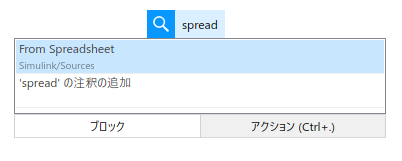 spread
From Spreadsheet
Simulink/Sources
'spread' の注釈の追加
ブロック
アクション (Ctrl+.)